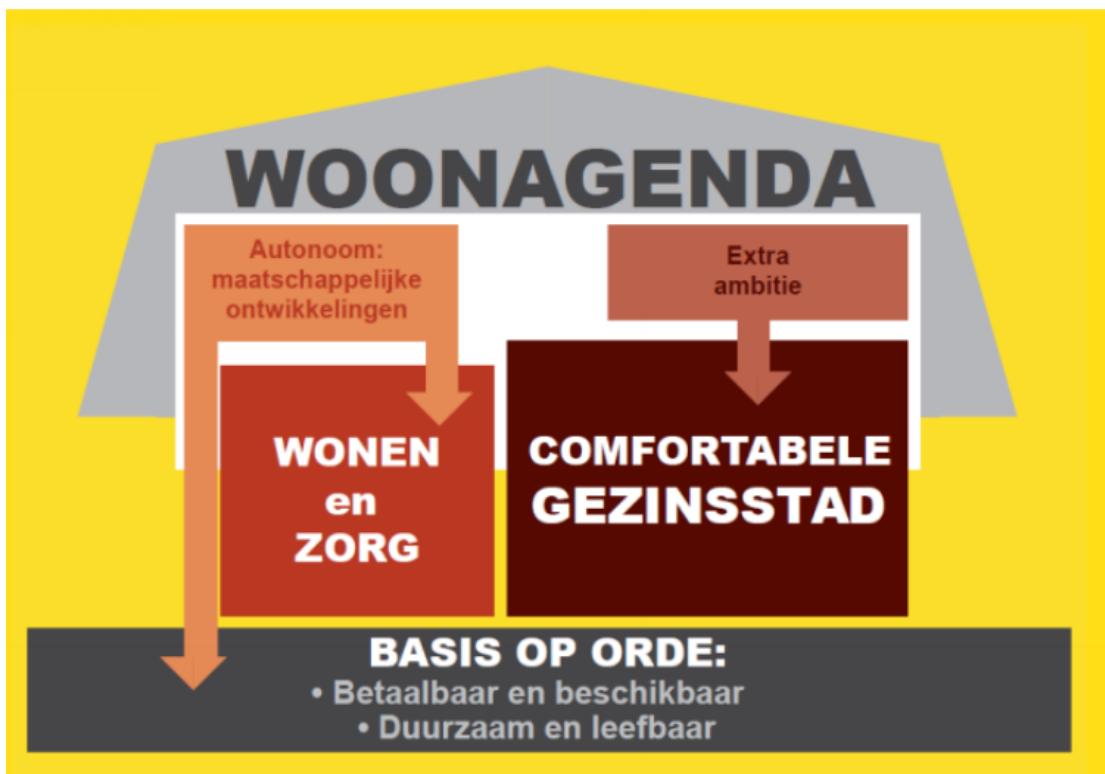 WOONAGENDA
Autonoom:
maatschappelijke
ontwikkelingen
Extra
ambitie
WONEN
en
ZORG
COMFORTABELE
GEZINSSTAD
BASIS OP ORDE:
• Betaalbaar en beschikbaar
• Duurzaam en leefbaar